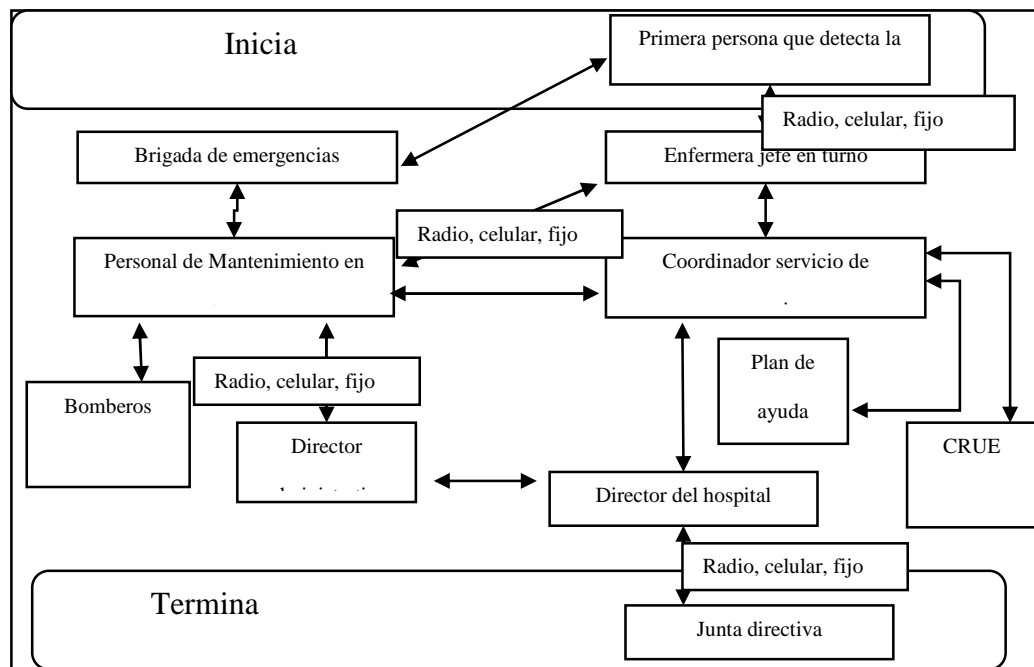 Inicia
Primera persona que detecta la
Radio, celular, fijo
Brigada de emergencias
Enfermera jefe en turno
Radio, celular, fijo
Personal de Mantenimiento en
Coordinador servicio de
Plan de
ayuda
Radio, celular, fijo
Bomberos
Director
CRUE
Director del hospital
Radio, celular, fijo
Termina
Junta directiva